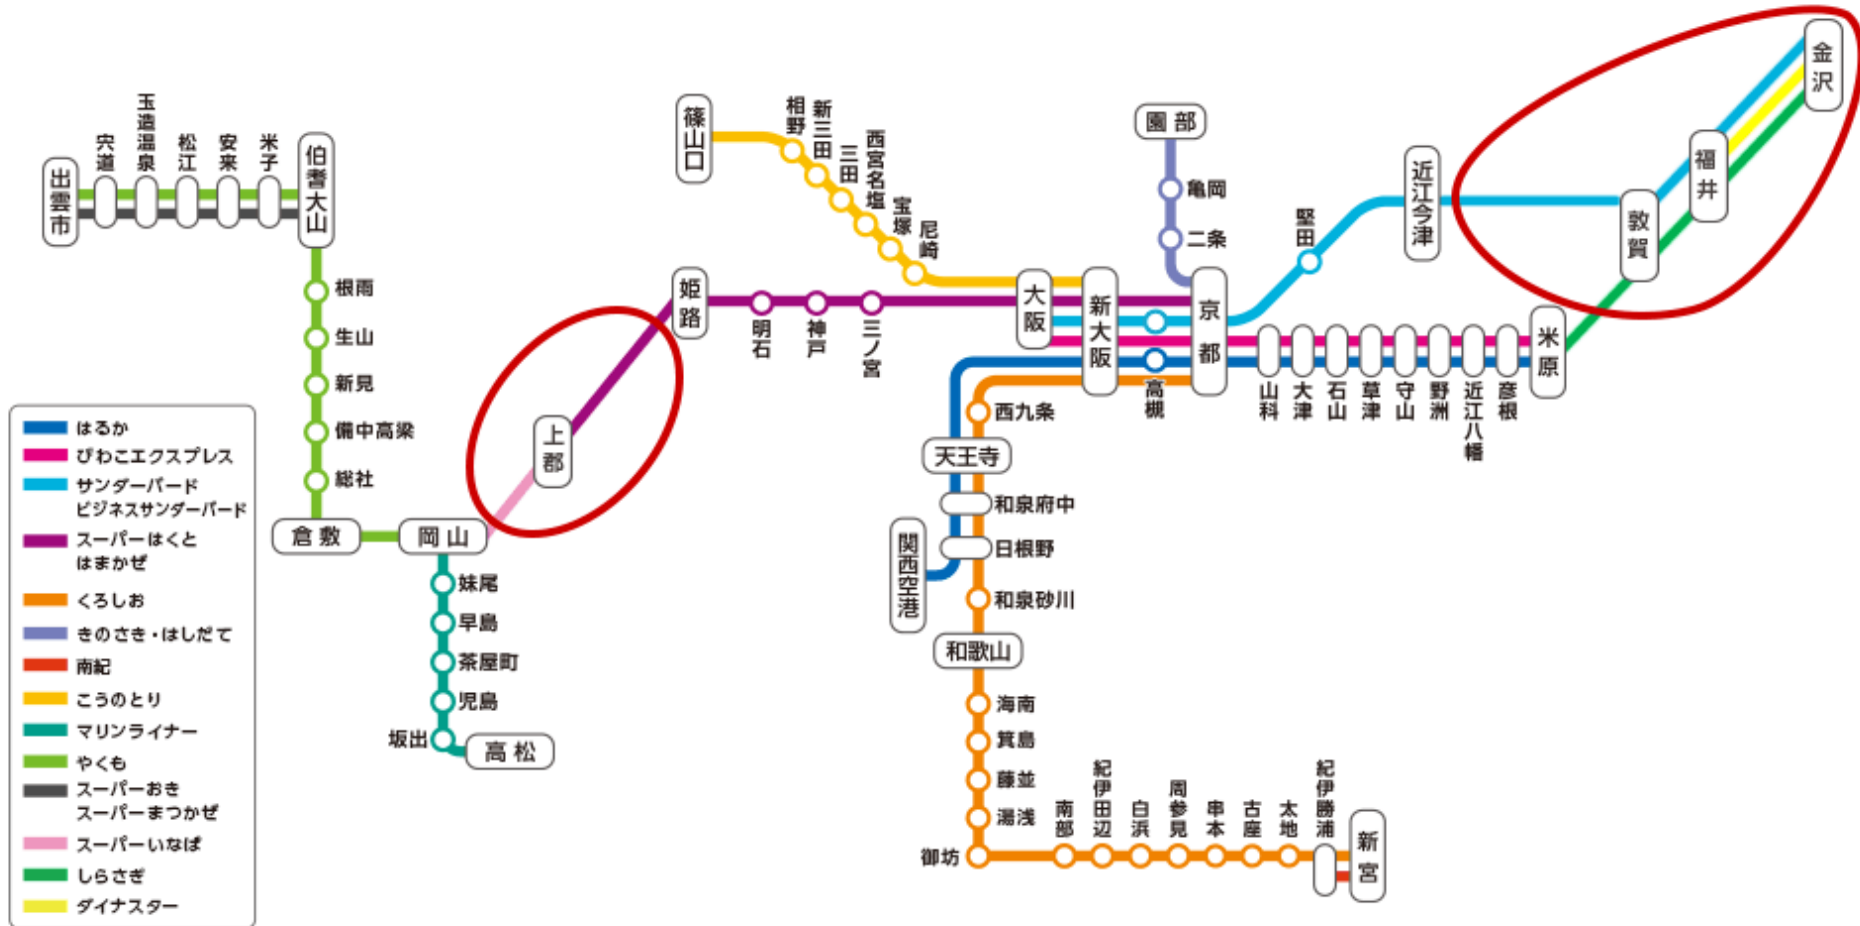 出雲市
宍道
玉造温泉
松江
安来
米子
伯耆大山
根雨
生山
新見
備中高梁
総社
倉敷
岡山
妹尾
早島
茶屋町
児島
坂出
高松
上郡
姫路
明石
神戸
三ノ宮
篠山口
相野
新三田
三田
西宮名塩
宝塚
尼崎
大阪
新大阪
高槻
京都
園部
亀岡
二条
堅田
近江今津
敦賀
福井
金沢
山科
大津
石山
草津
守山
野洲
近江八幡
彦根
米原
西九条
天王寺
和泉府中
日根野
関西空港
和泉砂川
和歌山
海南
箕島
藤並
湯浅
御坊
南部
紀伊田辺
白浜
周参見
串本
古座
太地
紀伊勝浦
新宮
はるか
びわこエクスプレス
サンダーバード
ビジネスサンダーバード
スーパーはくと
はまかぜ
くろしお
きのさき・はしだて
南紀
こうのとり
マリンライナー
やくも
スーパーおき
スーパーまつかぜ
スーパーいなば
しらさぎ
ダイナスター